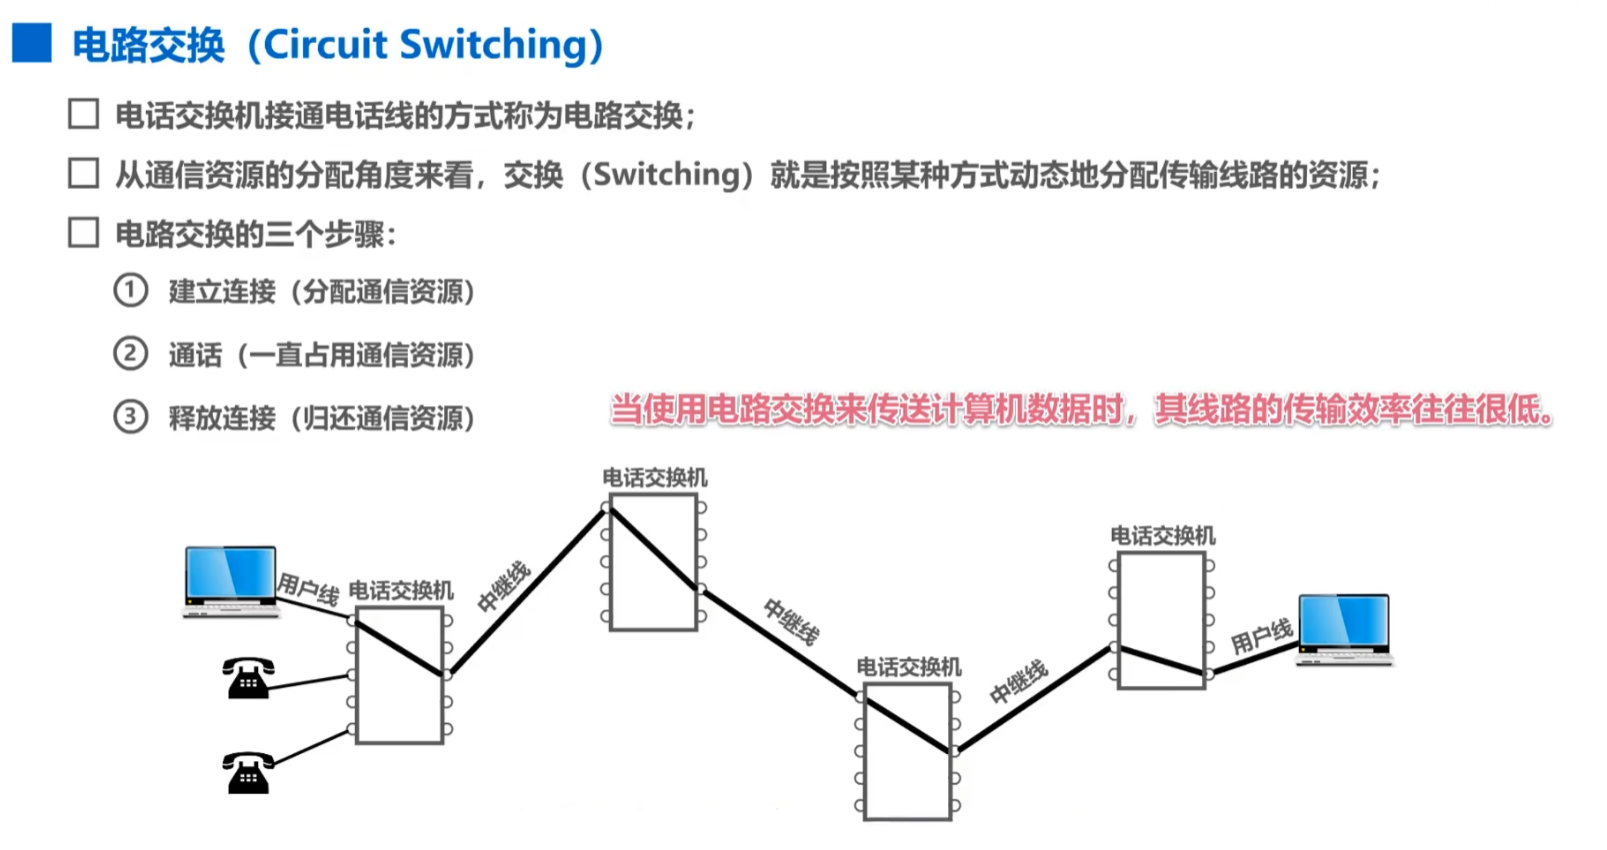 电路交换（Circuit Switching）
电话交换机接通电话线的方式称为电路交换；
从通信资源的分配角度来看，交换（Switching）就是按照某种方式动态地分配传输线路的资源；
电路交换的三个步骤：
① 建立连接（分配通信资源）
② 通话（一直占用通信资源）
③ 释放连接（归还通信资源）
当使用电路交换来传送计算机数据时，其线路的传输效率往往很低。
电话交换机
电话交换机
用户线
电话交换机
中继线
中继线
电话交换机
中继线
用户线